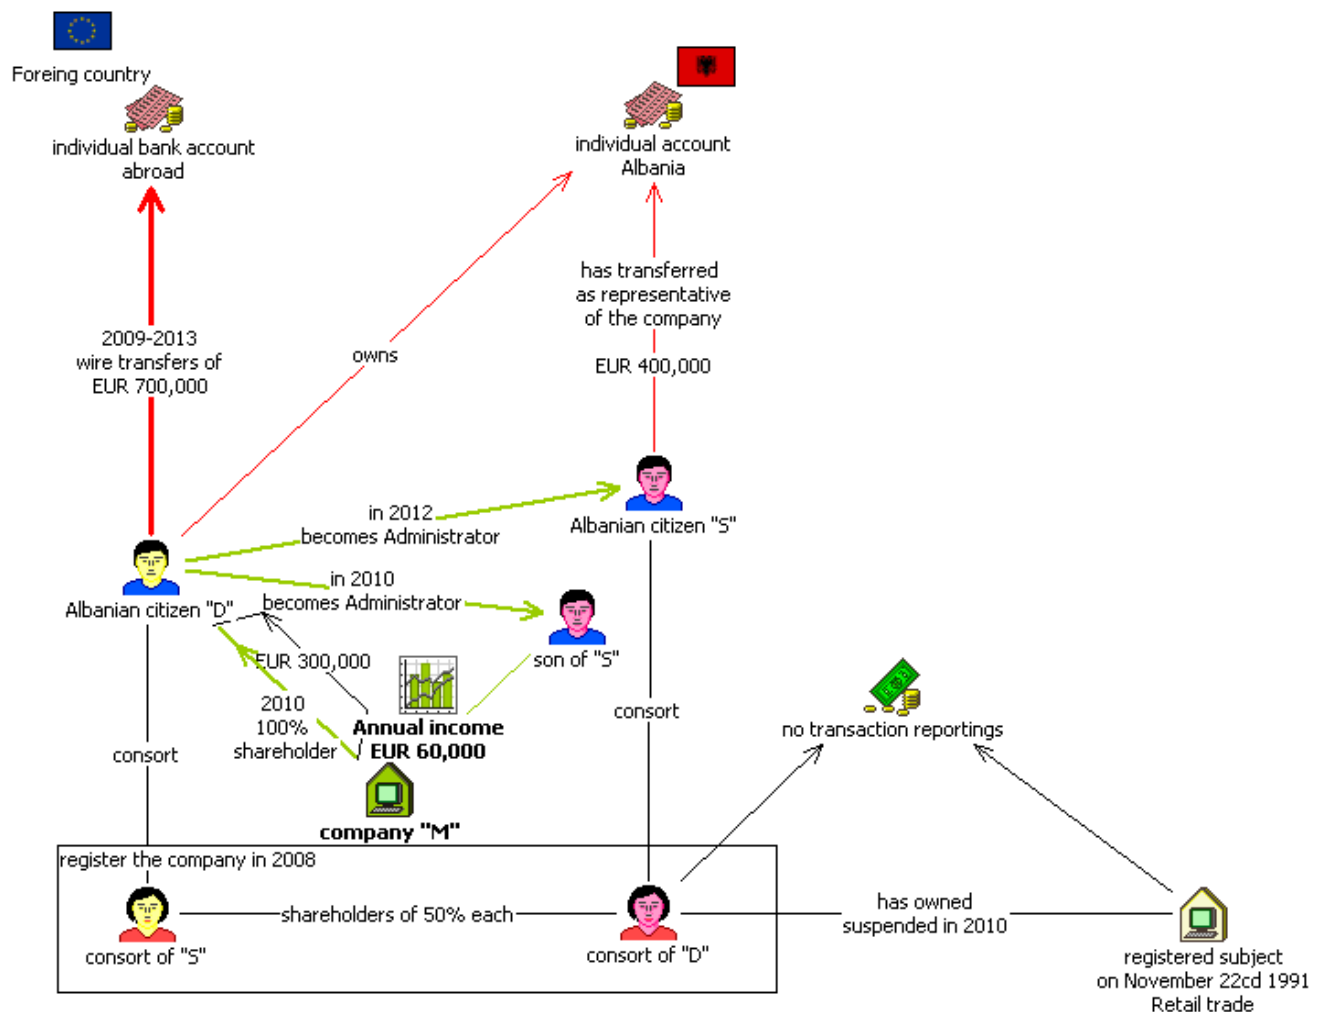 Foreing country
individual bank account
abroad
individual account
Albania
has transferred
as representative
of the company
EUR 400,000
2009-2013
wire transfers of
EUR 700,000
owns
in 2012
becomes Administrator
Albanian citizen "S"
in 2010
becomes Administrator
Albanian citizen "D"
son of "S"
EUR 300,000
2010
100%
shareholder
Annual income
EUR 60,000
consort
consort
no transaction reportings
company "M"
register the company in 2008
shareholders of 50% each
consort of "S"
consort of "D"
has owned
suspended in 2010
registered subject
on November 22cd 1991
Retail trade